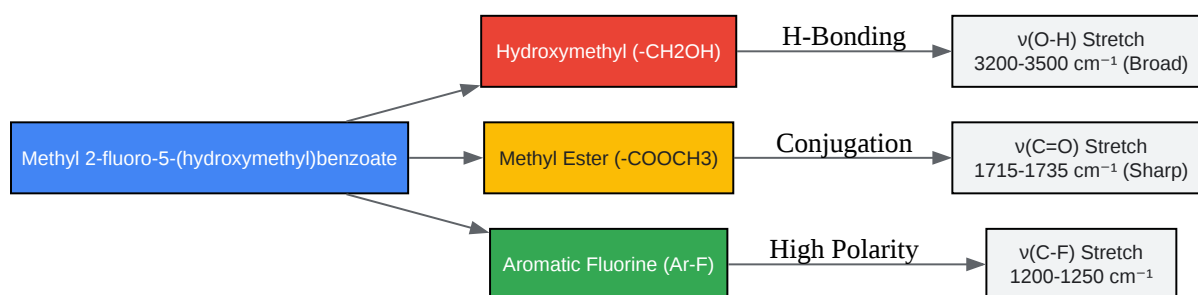 Hydroxymethyl (-CH2OH)
H-Bonding
ν(O-H) Stretch
3200-3500 cm⁻¹ (Broad)
Methyl 2-fluoro-5-(hydroxymethyl)benzoate
Methyl Ester (-COOCH3)
Conjugation
ν(C=O) Stretch
1715-1735 cm⁻¹ (Sharp)
Aromatic Fluorine (Ar-F)
High Polarity
ν(C-F) Stretch
1200-1250 cm⁻¹